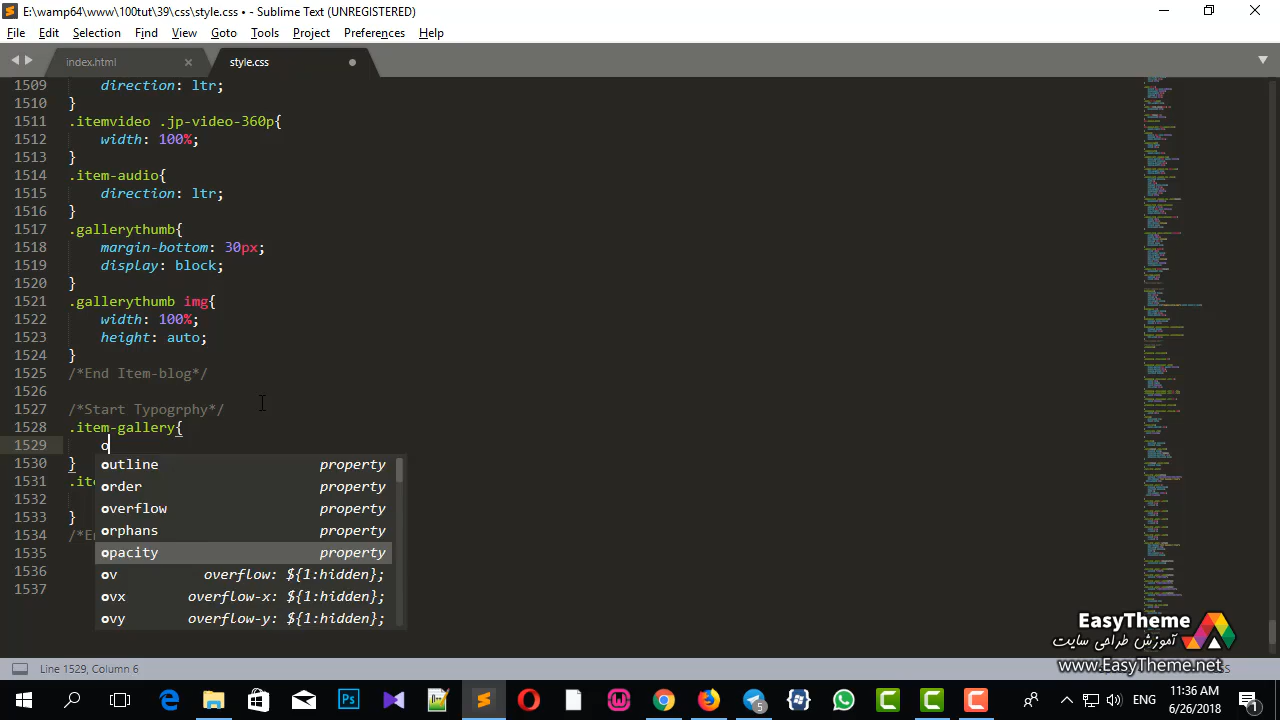 E:\wamp64\www\100tut\39\css\style.css • - Sublime Text (UNREGISTERED)
File Edit Selection Find View Goto Tools Project Preferences Help
index.html × style.css
1509 direction: ltr;
1510 }
1511 .itemvideo .jp-video-360p{
1512 width: 100%;
1513 }
1514 .item-audio{
1515 direction: ltr;
1516 }
1517 .gallerythumb{
1518 margin-bottom: 30px;
1519 display: block;
1520 }
1521 .gallerythumb img{
1522 width: 100%;
1523 height: auto;
1524 }
1525 /*End Item-blog*/
1526
1527 /*Start Typogrphy*/
1528 .item-gallery{
1529 o
1530 }
outline property
order property
1531 .ite
overflow property
1532
1533 }
orphans property
1534 /*En
opacity property
1535
ov overflow: ${1:hidden};
1536
ovx overflow-x: ${1:hidden};
1537
ovy overflow-y: ${1:hidden};
EasyTheme
آموزش طراحی سایت
www.EasyTheme.net
Line 1529, Column 6
5
ENG
11:36 AM
6/26/2018
1